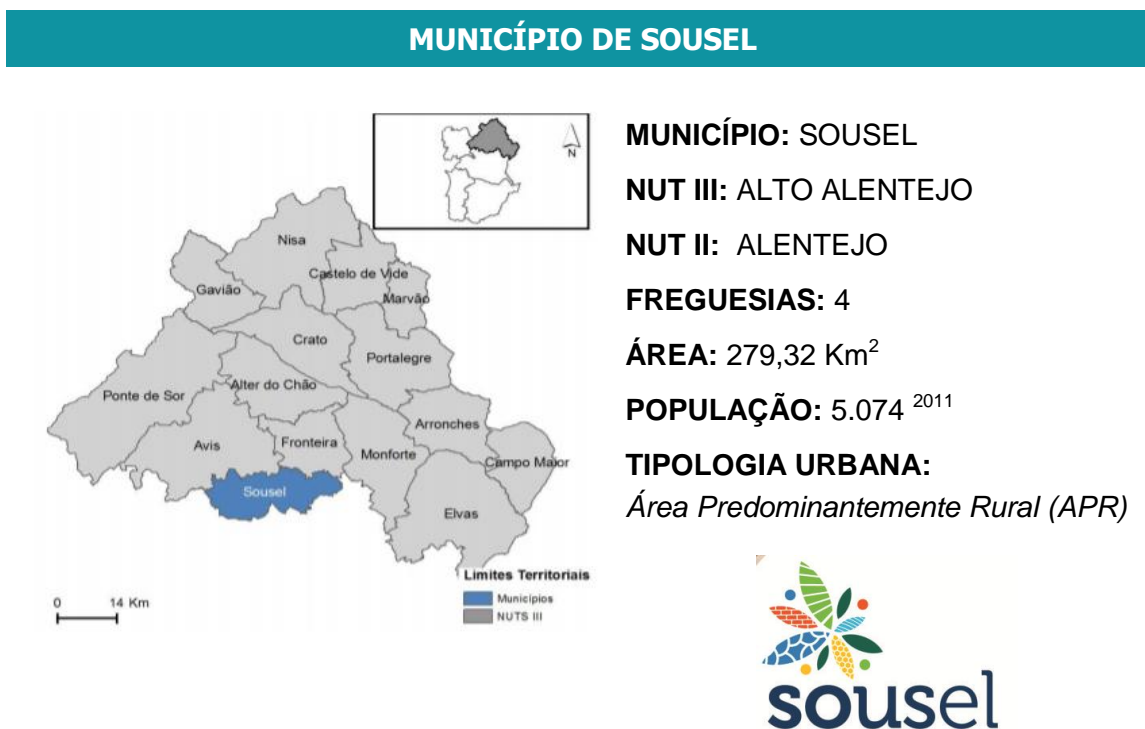 MUNICÍPIO DE SOUSEL
N
Nisa
Castelo de Vide
Gavião
Marvão
Crato
Portalegre
Alter do Chão
Ponte de Sor
Arronches
Avis
Fronteira
Monforte
Campo Maior
Sousel
Elvas
Limites Territoriais
Municípios
NUTS III
0 14 Km
MUNICÍPIO: SOUSEL
NUT III: ALTO ALENTEJO
NUT II: ALENTEJO
FREGUESIAS: 4
ÁREA: 279,32 Km²
POPULAÇÃO: 5.074 ²⁰¹¹
TIPOLOGIA URBANA:
Área Predominantemente Rural (APR)
sousel